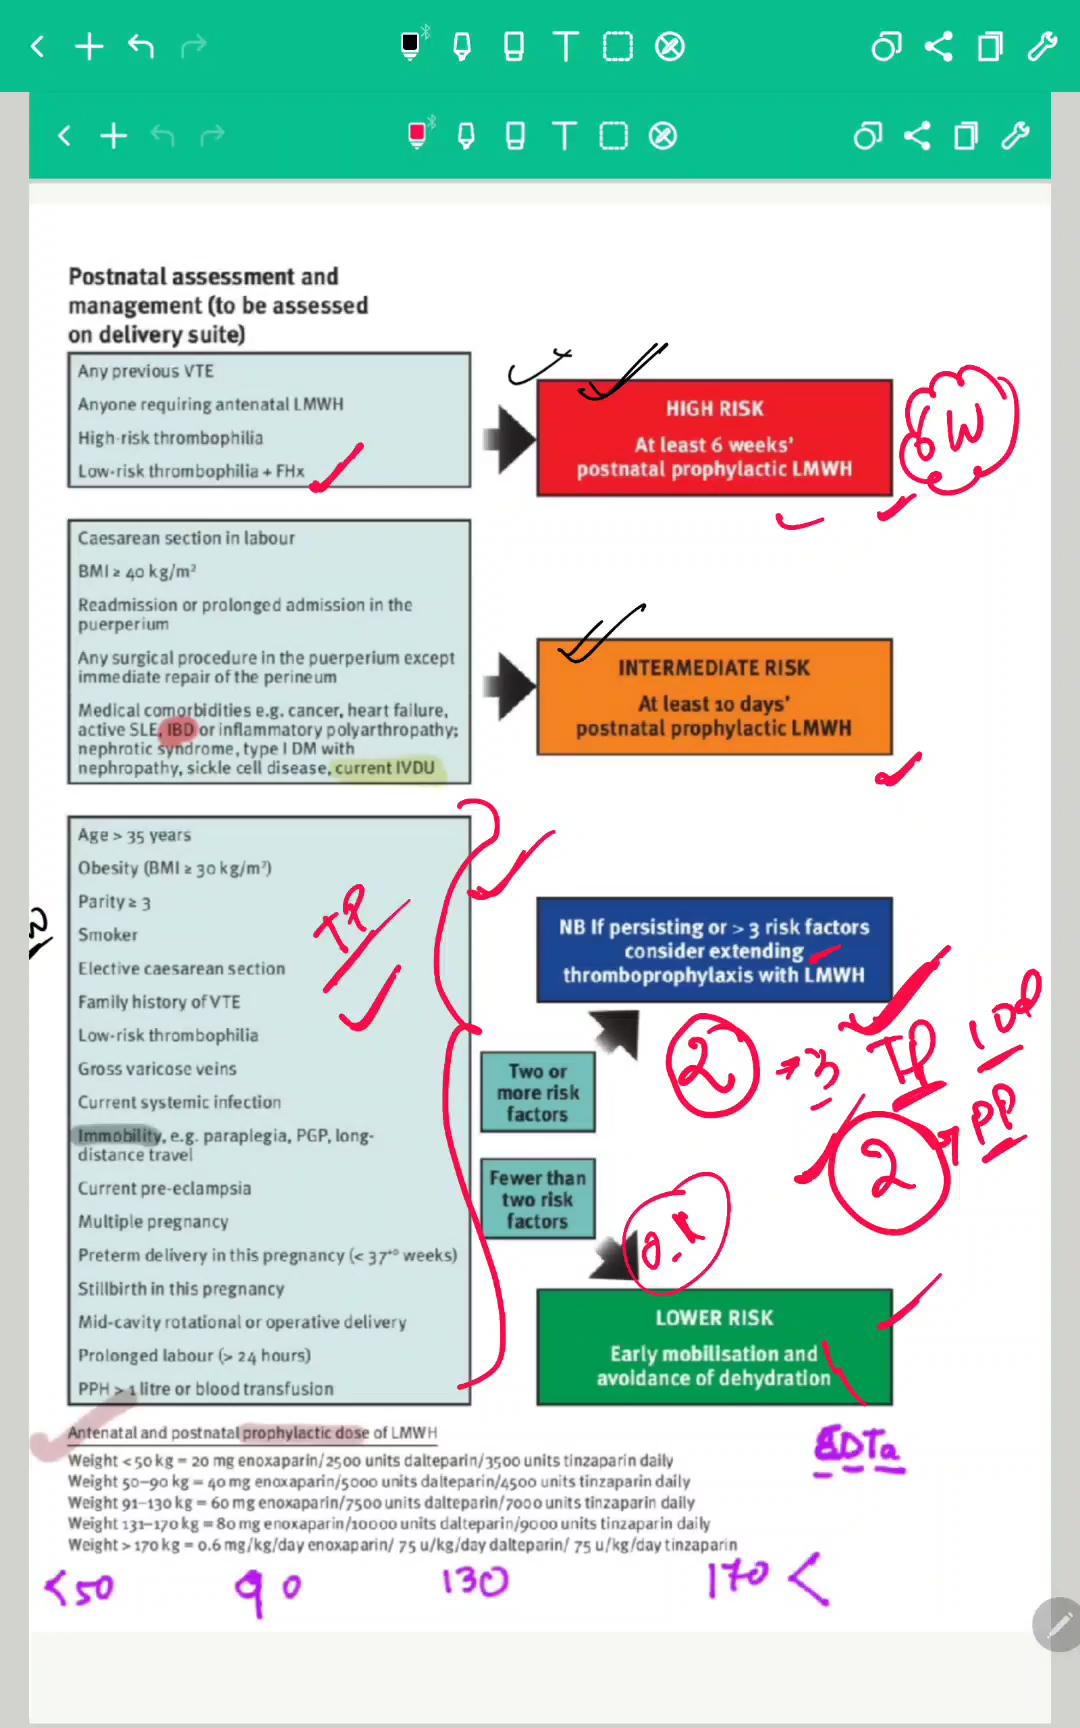 Postnatal assessment and
management (to be assessed
on delivery suite)
Any previous VTE
Anyone requiring antenatal LMWH
High-risk thrombophilia
Low-risk thrombophilia + FHx
HIGH RISK
At least 6 weeks'
postnatal prophylactic LMWH
6W
Caesarean section in labour
BMI ≥ 40 kg/m²
Readmission or prolonged admission in the
puerperium
Any surgical procedure in the puerperium except
immediate repair of the perineum
Medical comorbidities e.g. cancer, heart failure,
active SLE, IBD or inflammatory polyarthropathy;
nephrotic syndrome, type I DM with
nephropathy, sickle cell disease, current IVDU
INTERMEDIATE RISK
At least 10 days'
postnatal prophylactic LMWH
Age > 35 years
Obesity (BMI ≥ 30 kg/m²)
Parity ≥ 3
Smoker
Elective caesarean section
Family history of VTE
Low-risk thrombophilia
Gross varicose veins
Current systemic infection
Immobility, e.g. paraplegia, PGP, long-
distance travel
Current pre-eclampsia
Multiple pregnancy
Preterm delivery in this pregnancy (< 37⁺⁰ weeks)
Stillbirth in this pregnancy
Mid-cavity rotational or operative delivery
Prolonged labour (> 24 hours)
PPH > 1 litre or blood transfusion
NB If persisting or > 3 risk factors
consider extending
thromboprophylaxis with LMWH
Two or
more risk
factors
2
3
TP
2
PP
Fewer than
two risk
factors
LOWER RISK
Early mobilisation and
avoidance of dehydration
EDTa
Antenatal and postnatal prophylactic dose of LMWH
Weight < 50 kg = 20 mg enoxaparin/2500 units dalteparin/3500 units tinzaparin daily
Weight 50–90 kg = 40 mg enoxaparin/5000 units dalteparin/4500 units tinzaparin daily
Weight 91–130 kg = 60 mg enoxaparin/7500 units dalteparin/7000 units tinzaparin daily
Weight 131–170 kg = 80 mg enoxaparin/10000 units dalteparin/9000 units tinzaparin daily
Weight > 170 kg = 0.6 mg/kg/day enoxaparin/ 75 u/kg/day dalteparin/ 75 u/kg/day tinzaparin
<50 90 130 170 <